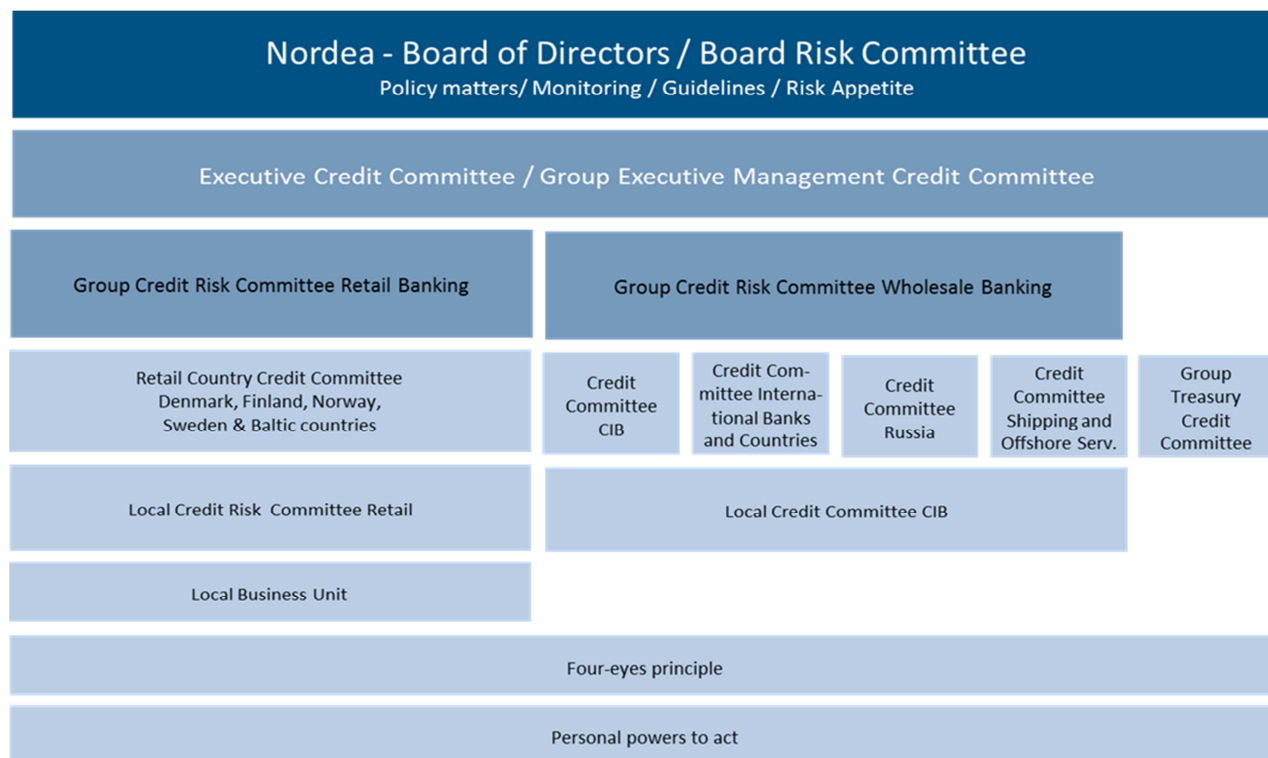 Nordea - Board of Directors / Board Risk Committee
Policy matters/ Monitoring / Guidelines / Risk Appetite
Executive Credit Committee / Group Executive Management Credit Committee
Group Credit Risk Committee Retail Banking
Group Credit Risk Committee Wholesale Banking
Retail Country Credit Committee
Denmark, Finland, Norway,
Sweden & Baltic countries
Credit
Committee
CIB
Credit Com-
mittee Interna-
tional Banks
and Countries
Credit
Committee
Russia
Credit
Committee
Shipping and
Offshore Serv.
Group
Treasury
Credit
Committee
Local Credit Risk  Committee Retail
Local Credit Committee CIB
Local Business Unit
Four-eyes principle
Personal powers to act